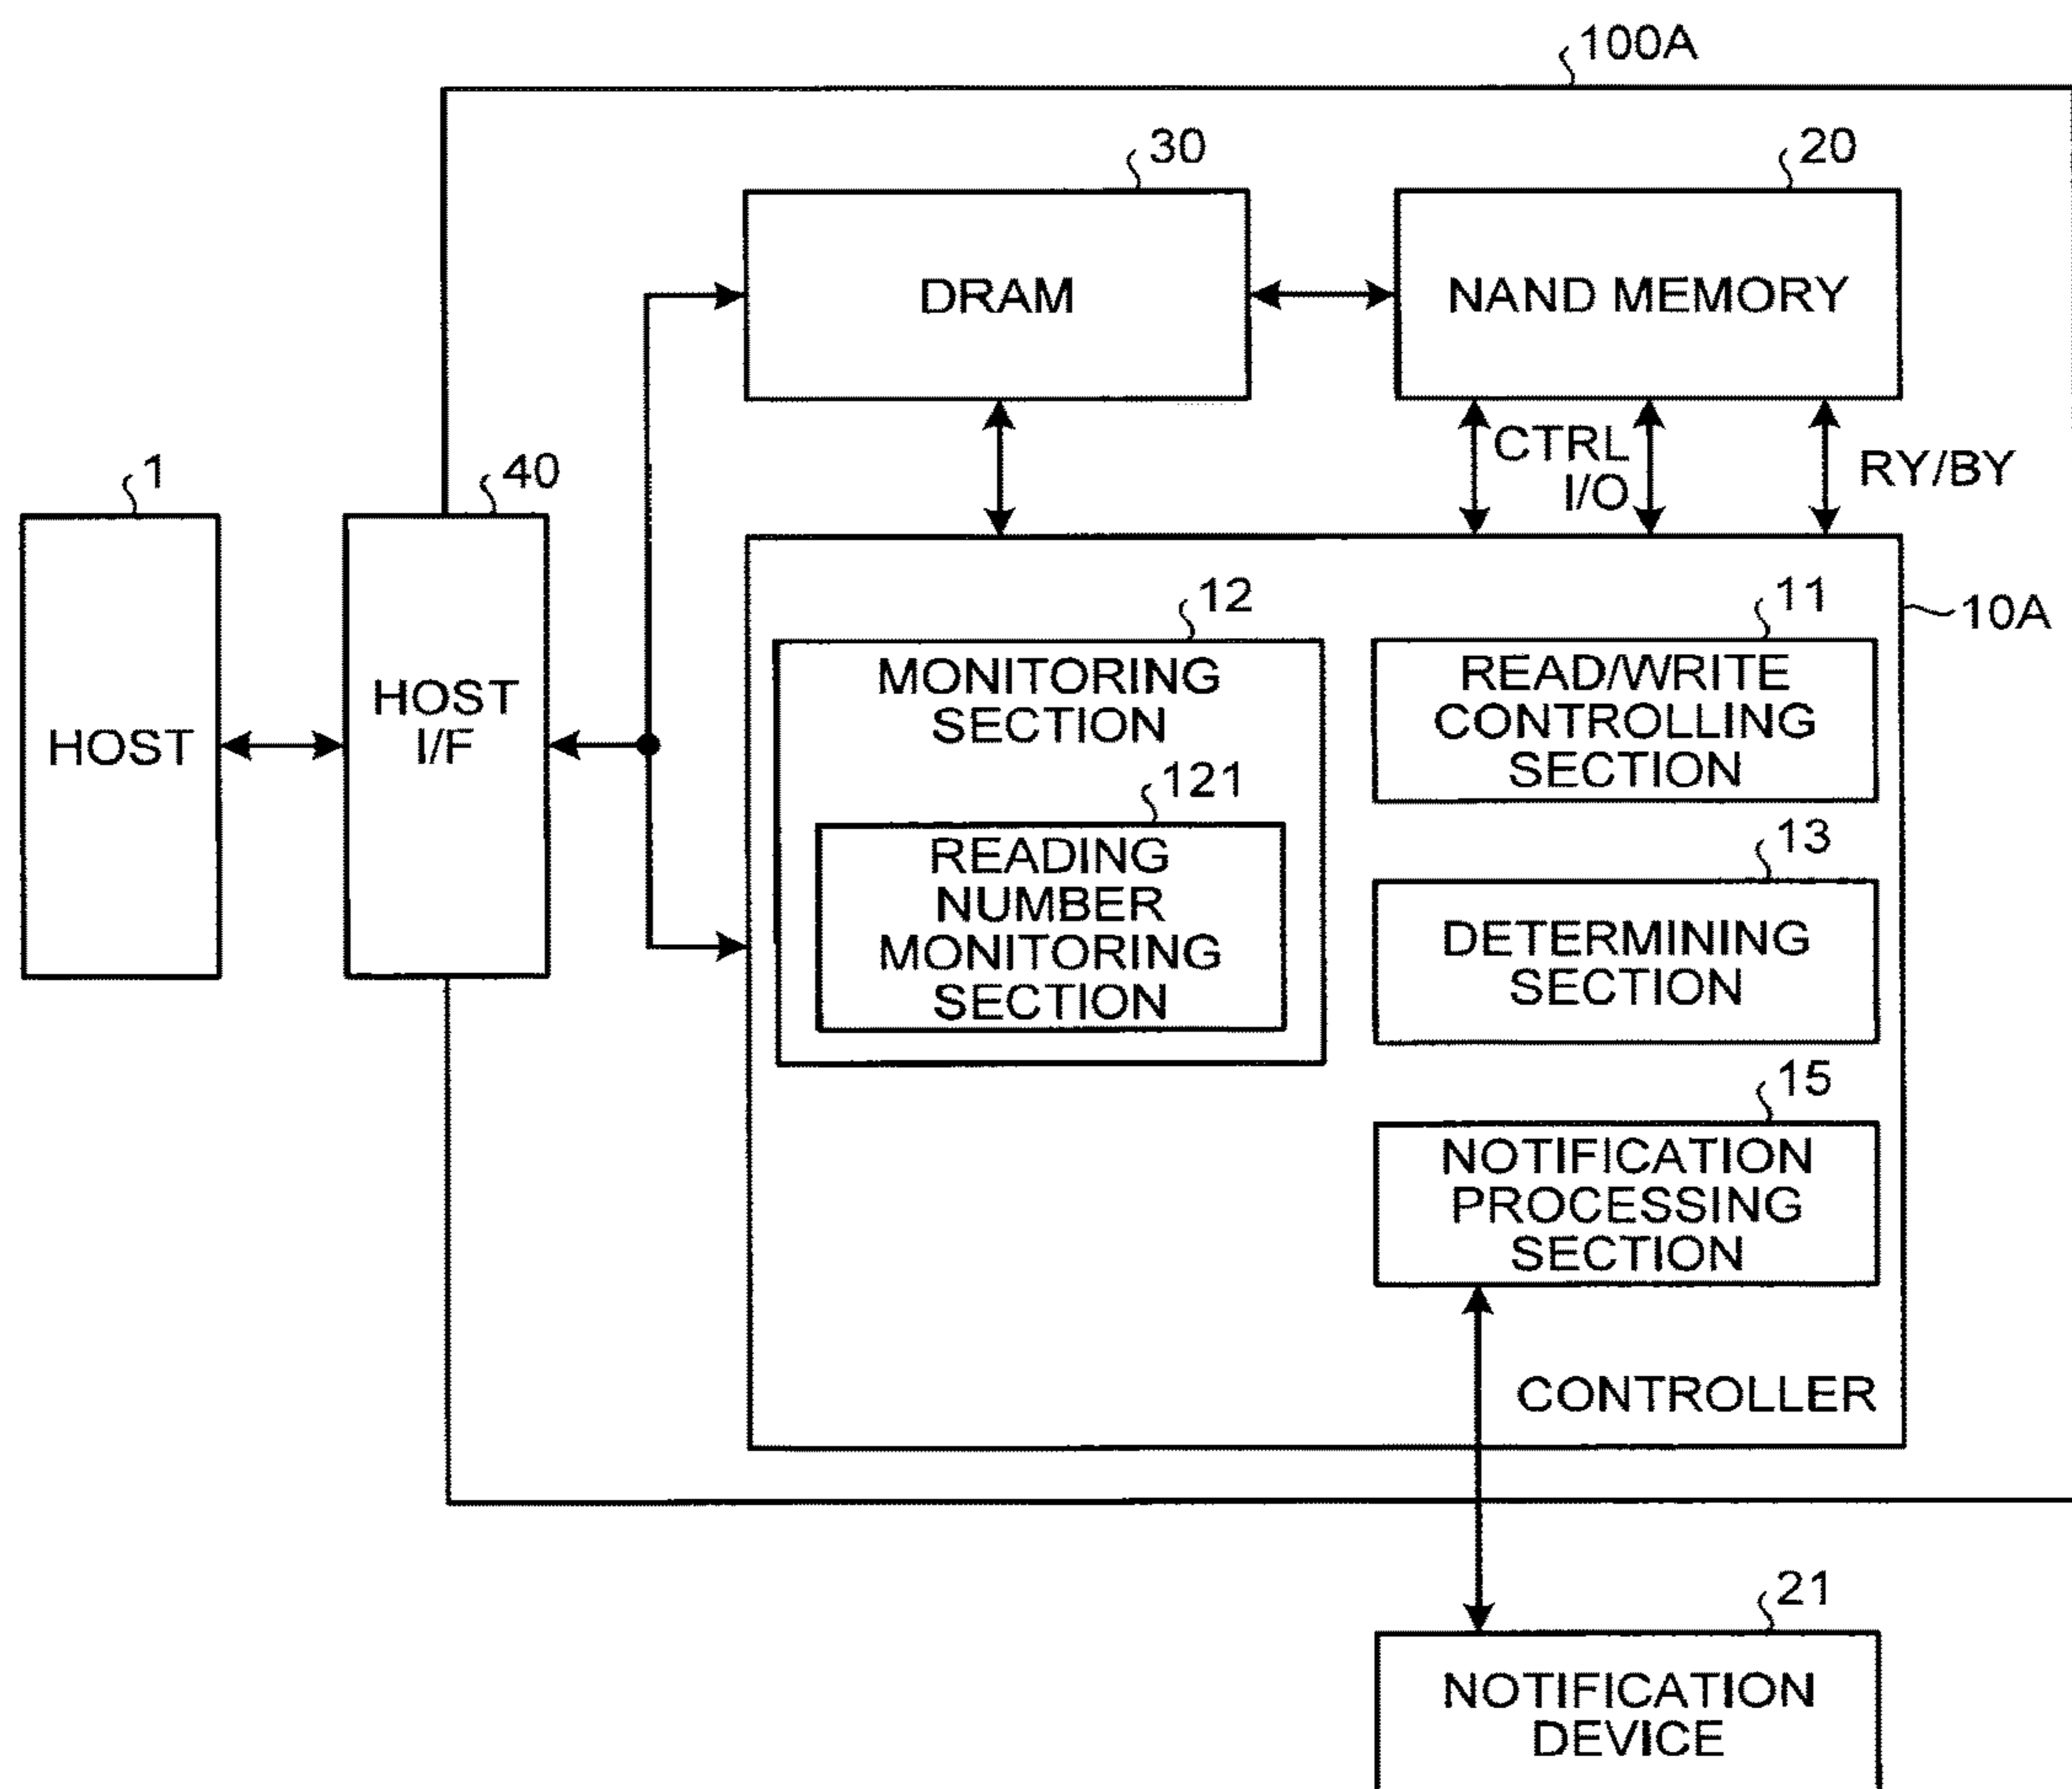 100A
30
20
DRAM
NAND MEMORY
1
40
CTRL
I/O
RY/BY
HOST
HOST
I/F
12
11
10A
MONITORING
SECTION
READ/WRITE
CONTROLLING
SECTION
121
READING
NUMBER
MONITORING
SECTION
13
DETERMINING
SECTION
15
NOTIFICATION
PROCESSING
SECTION
CONTROLLER
21
NOTIFICATION
DEVICE